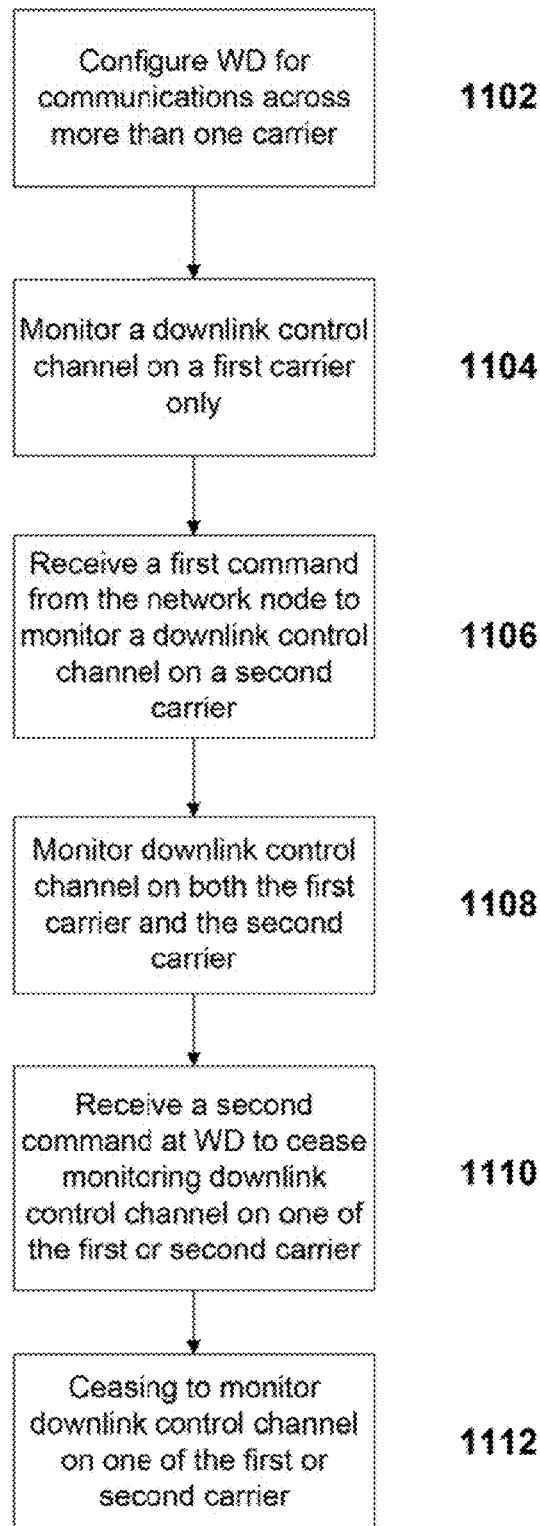 Configure WD for
communications across
more than one carrier
1102
Monitor a downlink control
channel on a first carrier
only
1104
Receive a first command
from the network node to
monitor a downlink control
channel on a second
carrier
1106
Monitor downlink control
channel on both the first
carrier and the second
carrier
1108
Receive a second
command at WD to cease
monitoring downlink
control channel on one of
the first or second carrier
1110
Ceasing to monitor
downlink control channel
on one of the first or
second carrier
1112